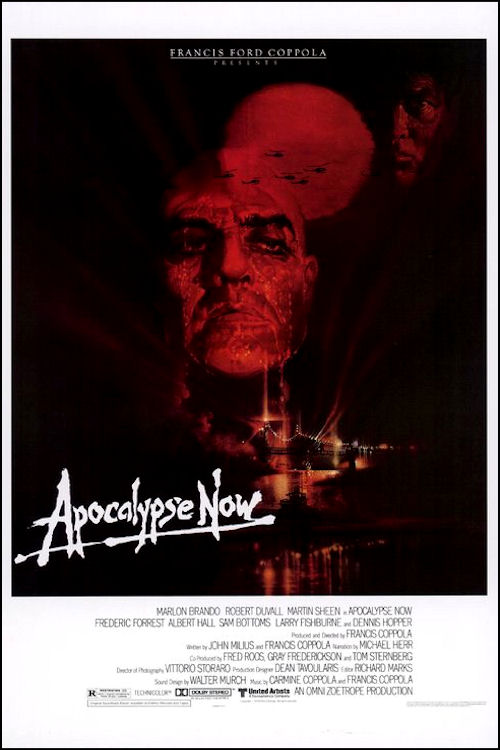 FRANCIS FORD COPPOLA
PRESENTS
Apocalypse Now
MARLON BRANDO ROBERT DUVALL MARTIN SHEEN in APOCALYPSE NOW
FREDERIC FORREST ALBERT HALL SAM BOTTOMS LARRY FISHBURNE and DENNIS HOPPER
Produced and Directed by FRANCIS COPPOLA
Written by JOHN MILIUS and FRANCIS COPPOLA Narration by MICHAEL HERR
Co-Produced by FRED ROOS, GRAY FREDERICKSON and TOM STERNBERG
Director of Photography VITTORIO STORARO Production Designer DEAN TAVOULARIS Editor RICHARD MARKS
Sound Design by WALTER MURCH Music by CARMINE COPPOLA and FRANCIS COPPOLA
R RESTRICTED TECHNICOLOR® DOLBY STEREO United Artists AN OMNI ZOETROPE PRODUCTION